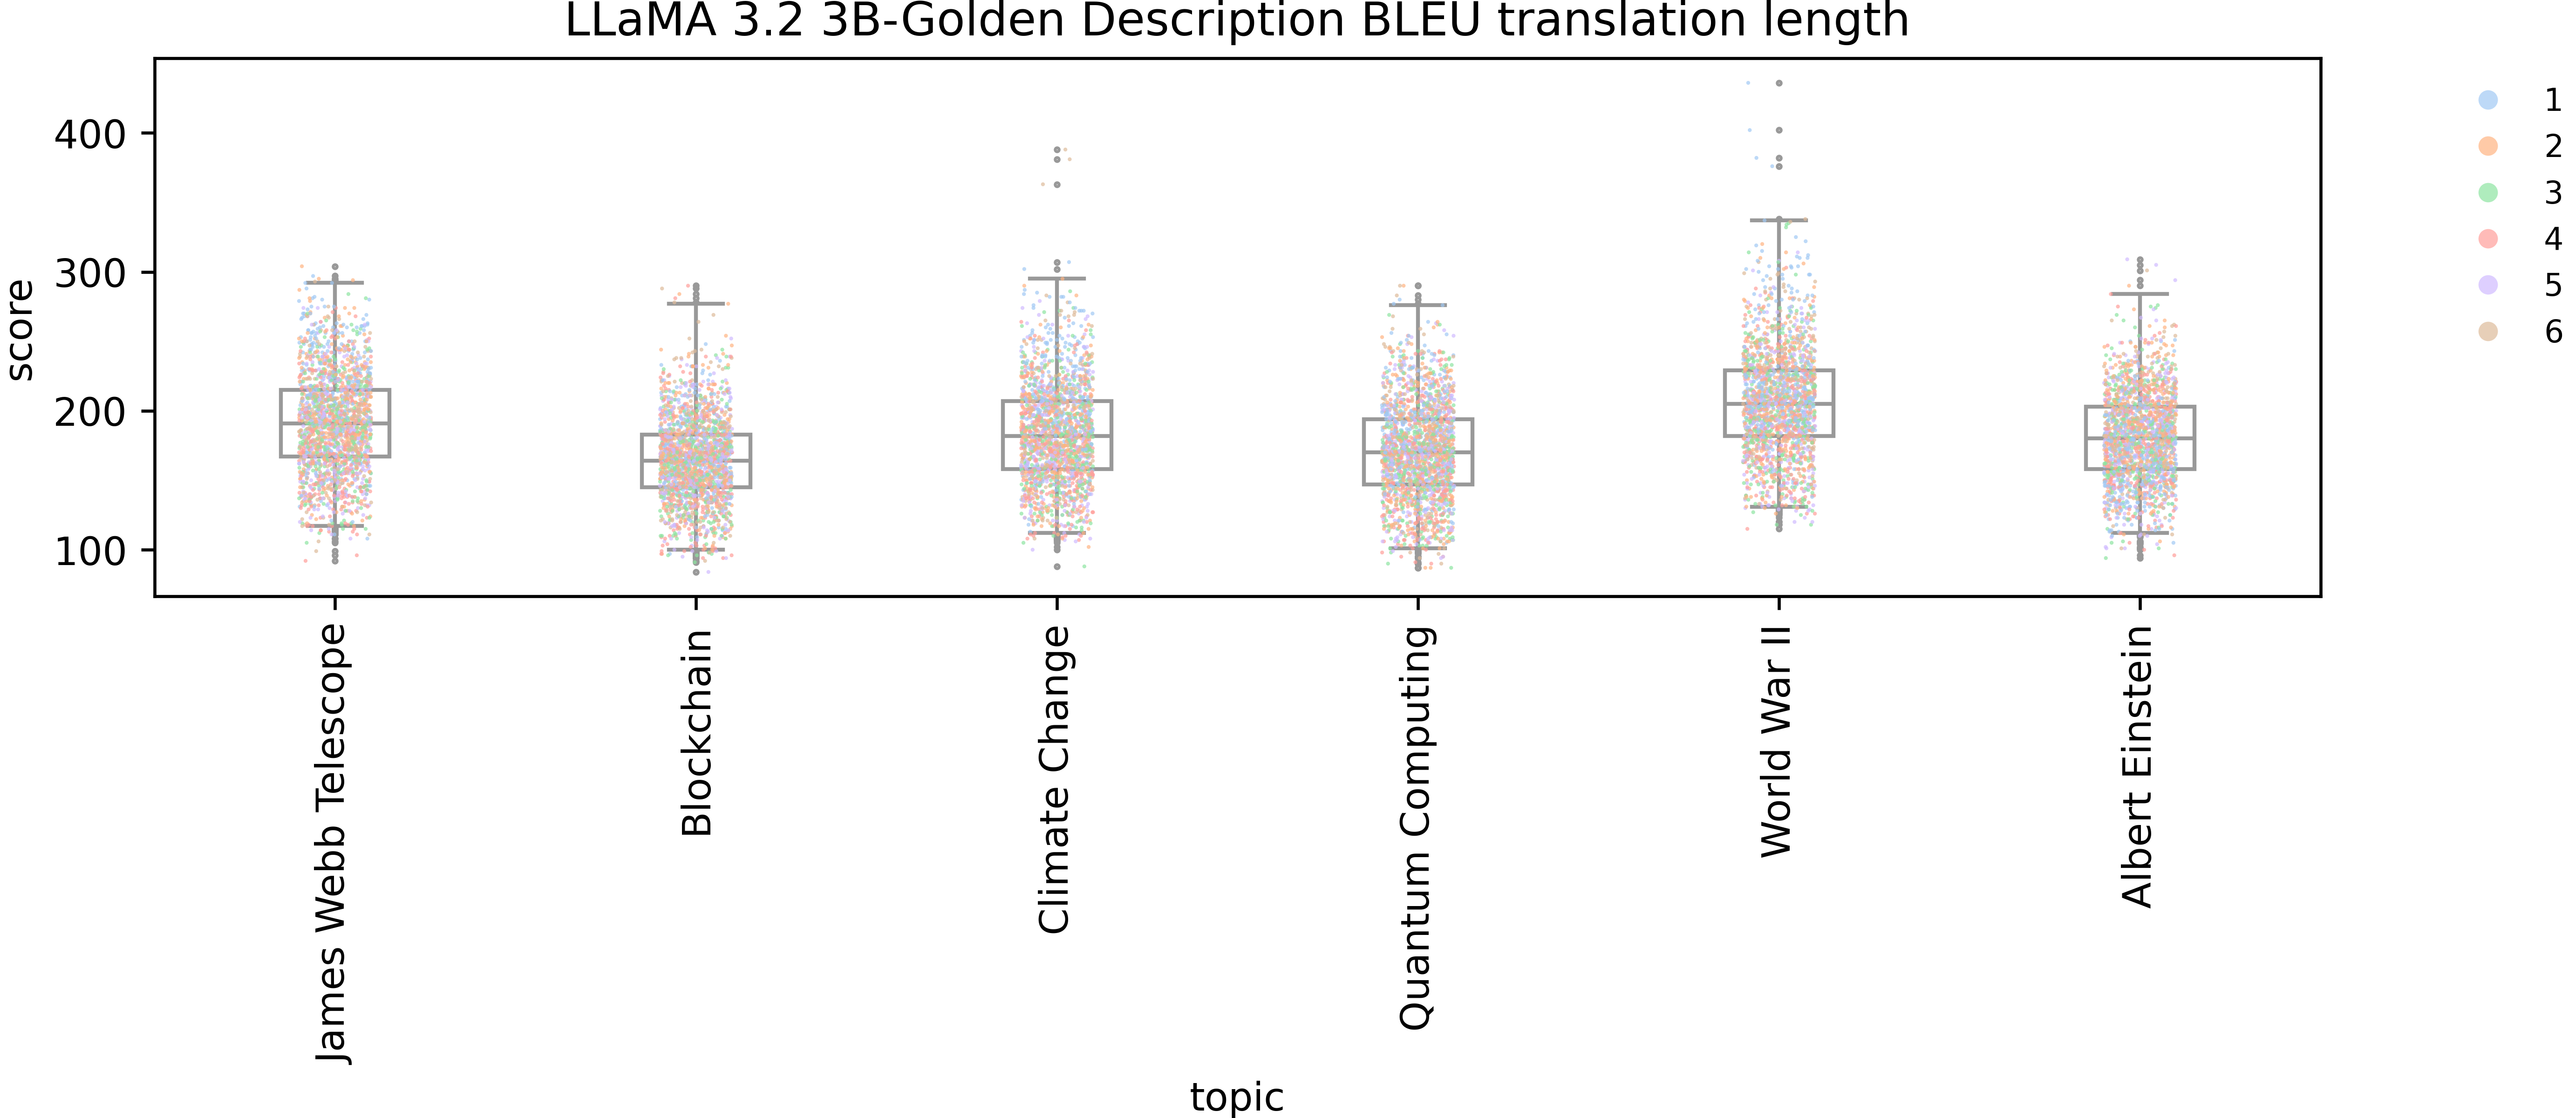 LLaMA 3.2 3B-Golden Description BLEU translation length
score
400
300
200
100
1
2
3
4
5
6
James Webb Telescope
Blockchain
Climate Change
Quantum Computing
World War II
Albert Einstein
topic